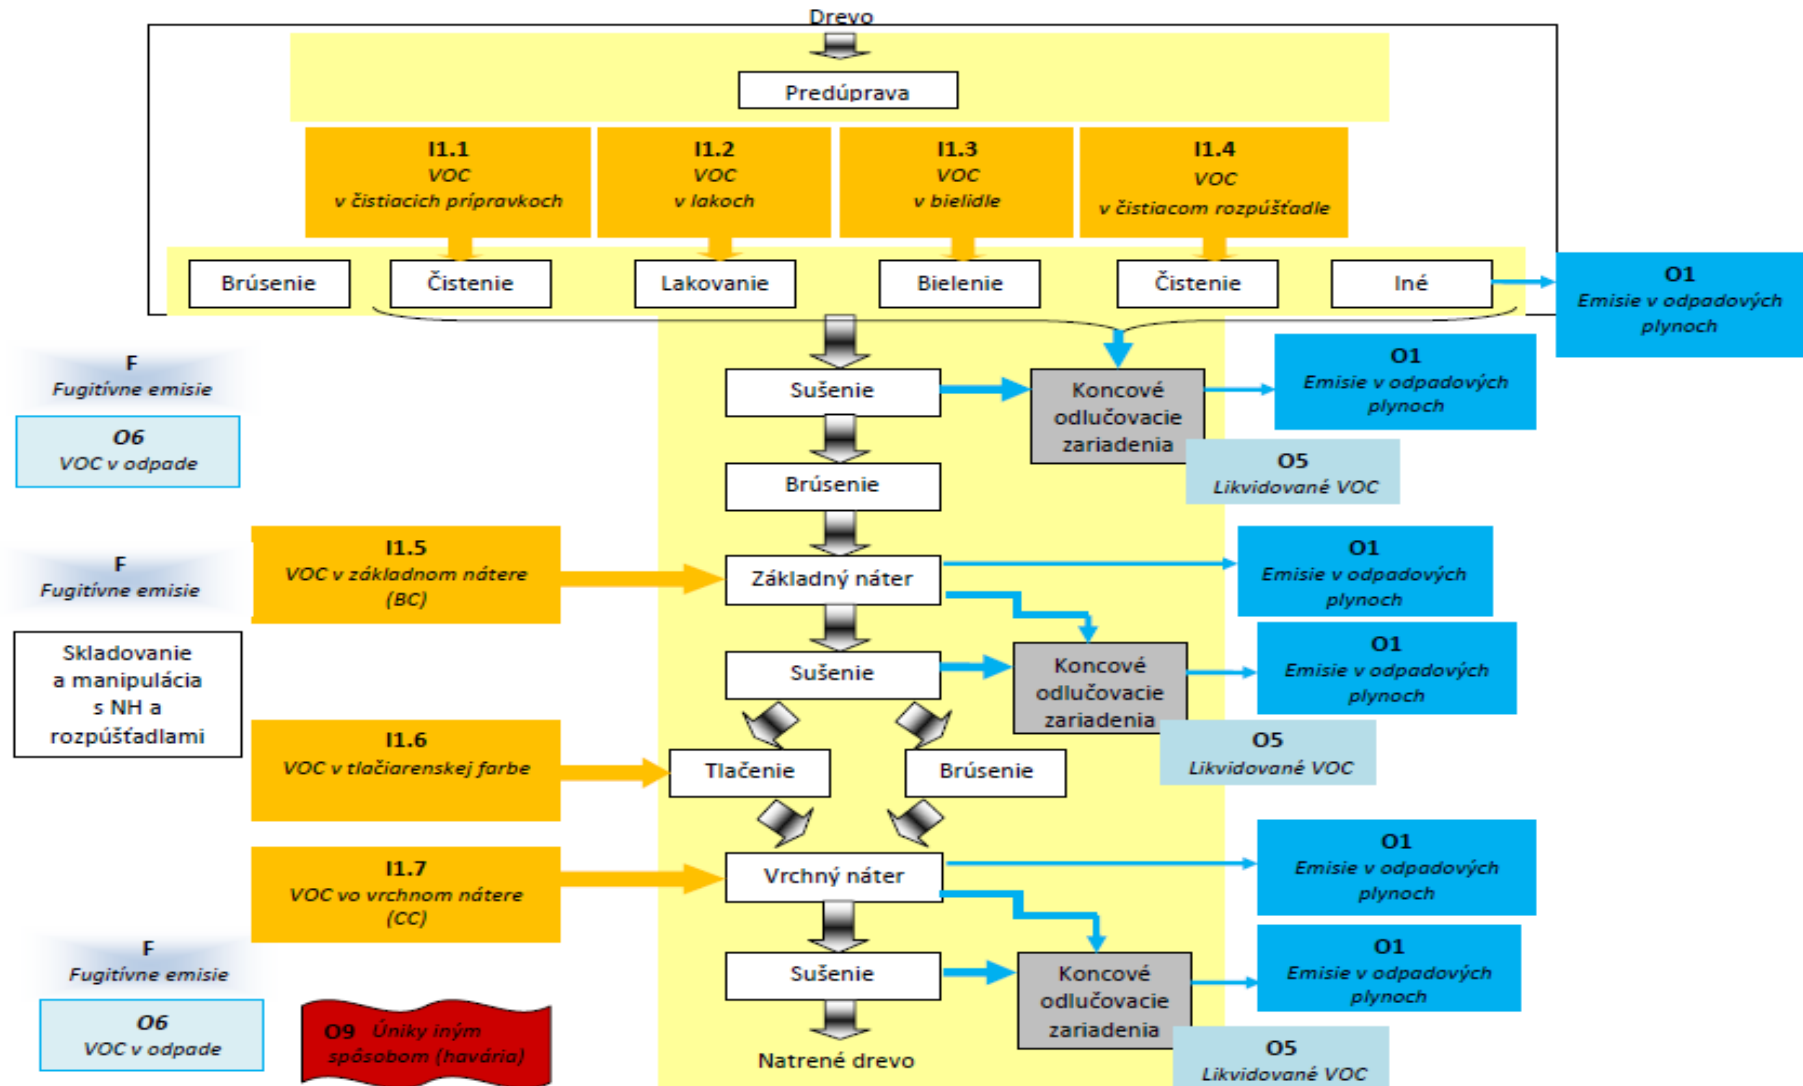 Drevo
Predúprava
I1.1
VOC
v čistiacich prípravkoch
I1.2
VOC
v lakoch
I1.3
VOC
v bielidle
I1.4
VOC
v čistiacom rozpúšťadle
Brúsenie
Čistenie
Lakovanie
Bielenie
Čistenie
Iné
O1
Emisie v odpadových
plynoch
F
Fugitívne emisie
O6
VOC v odpade
Sušenie
Koncové
odlučovacie
zariadenia
O1
Emisie v odpadových
plynoch
O5
Likvidované VOC
Brúsenie
F
Fugitívne emisie
I1.5
VOC v základnom nátere
(BC)
Základný náter
O1
Emisie v odpadových
plynoch
Skladovanie
a manipulácia
s NH a
rozpúšťadlami
Sušenie
Koncové
odlučovacie
zariadenia
O1
Emisie v odpadových
plynoch
O5
Likvidované VOC
I1.6
VOC v tlačiarenskej farbe
Tlačenie
Brúsenie
I1.7
VOC vo vrchnom nátere
(CC)
Vrchný náter
O1
Emisie v odpadových
plynoch
F
Fugitívne emisie
O6
VOC v odpade
O9 Úniky iným
spôsobom (havária)
Sušenie
Koncové
odlučovacie
zariadenia
O1
Emisie v odpadových
plynoch
O5
Likvidované VOC
Natrené drevo